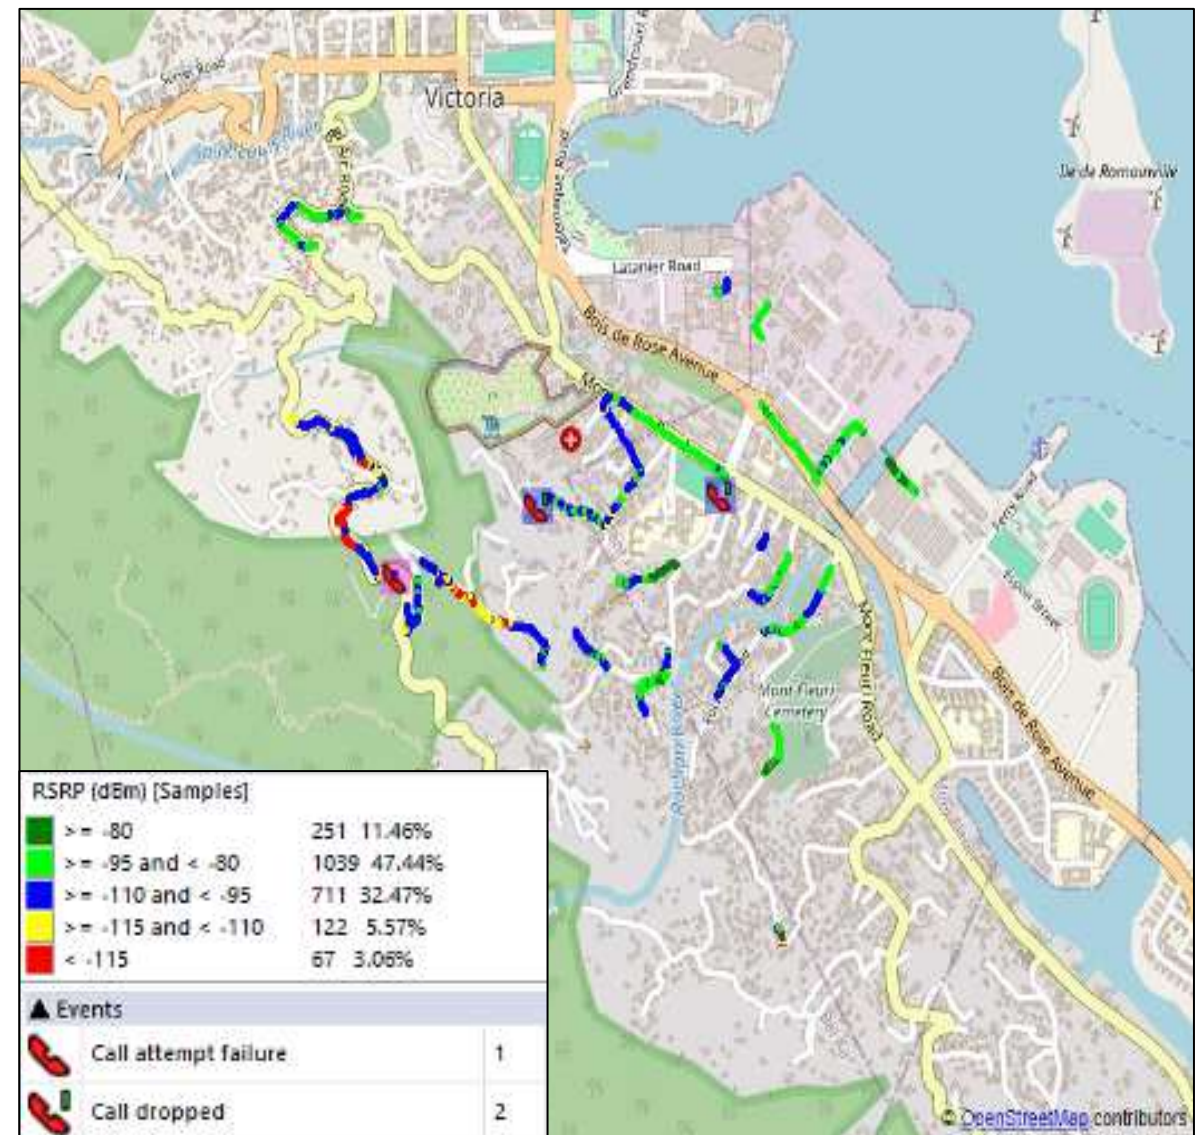 Victoria
Ile de Romainville
Latanier Road
Bois de Rose Avenue
Ferry Road
Mont Fleuri Road
Mont Fleuri
Cemetery
Bois de Rose Avenue
RSRP (dBm) [Samples]
>= -80 251 11.46%
>= -95 and < -80 1039 47.44%
>= -110 and < -95 711 32.47%
>= -115 and < -110 122 5.57%
< -115 67 3.06%
▲ Events
Call attempt failure 1
Call dropped 2
© OpenStreetMap contributors